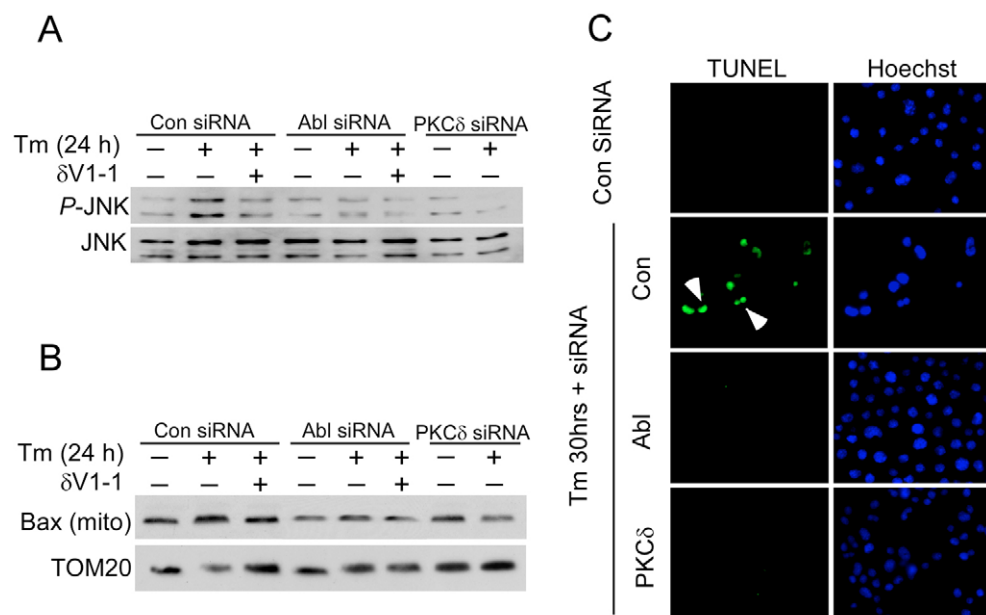 A
Con siRNA Abl siRNA PKCδ siRNA
Tm (24 h) – + + – + + – +
δV1-1 – – + – – + – –
P-JNK
JNK
B
Con siRNA Abl siRNA PKCδ siRNA
Tm (24 h) – + + – + + – +
δV1-1 – – + – – + – –
Bax (mito)
TOM20
C
TUNEL Hoechst
Con SiRNA
Tm 30hrs + siRNA
Con
Abl
PKCδ